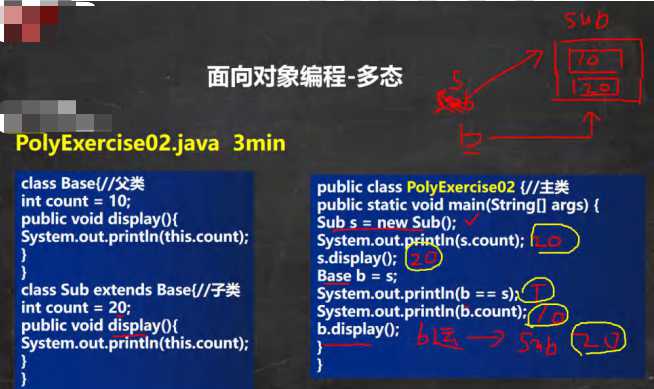 sub
10
20
s
b
面向对象编程-多态
PolyExercise02.java 3min
class Base{//父类
int count = 10;
public void display(){
System.out.println(this.count);
}
}
class Sub extends Base{//子类
int count = 20;
public void display(){
System.out.println(this.count);
}
}
public class PolyExercise02 {//主类
public static void main(String[] args) {
Sub s = new Sub();
System.out.println(s.count); 20
s.display(); 20
Base b = s;
System.out.println(b == s); T
System.out.println(b.count); 10
b.display(); b运 → Sub 20
}
}